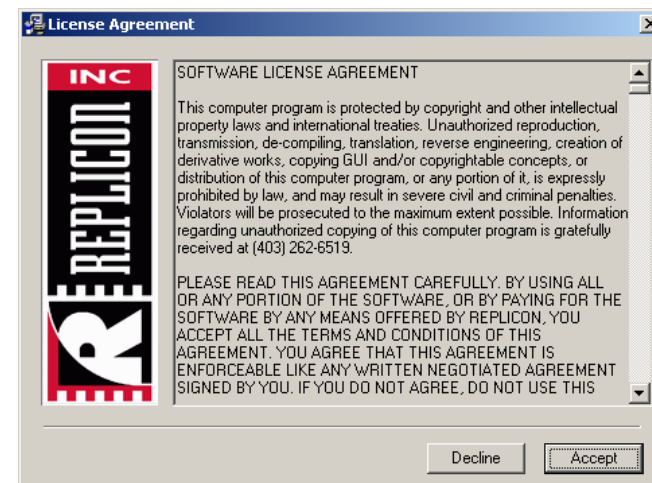 License Agreement
INC
REPLICON
R
SOFTWARE LICENSE AGREEMENT
This computer program is protected by copyright and other intellectual
property laws and international treaties. Unauthorized reproduction,
transmission, de-compiling, translation, reverse engineering, creation of
derivative works, copying GUI and/or copyrightable concepts, or
distribution of this computer program, or any portion of it, is expressly
prohibited by law, and may result in severe civil and criminal penalties.
Violators will be prosecuted to the maximum extent possible. Information
regarding unauthorized copying of this computer program is gratefully
received at (403) 262-6519.
PLEASE READ THIS AGREEMENT CAREFULLY. BY USING ALL
OR ANY PORTION OF THE SOFTWARE, OR BY PAYING FOR THE
SOFTWARE BY ANY MEANS OFFERED BY REPLICON, YOU
ACCEPT ALL THE TERMS AND CONDITIONS OF THIS
AGREEMENT. YOU AGREE THAT THIS AGREEMENT IS
ENFORCEABLE LIKE ANY WRITTEN NEGOTIATED AGREEMENT
SIGNED BY YOU. IF YOU DO NOT AGREE, DO NOT USE THIS
Decline Accept